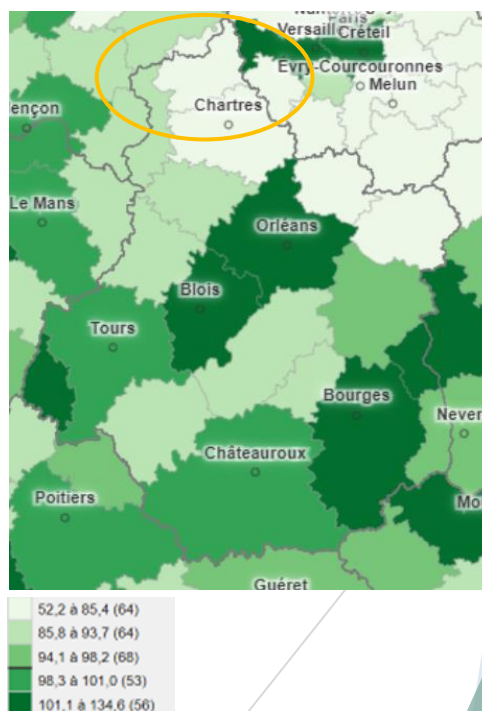 Versaill Créteil
Évry-Courcouronnes
Melun
Chartres
ençon
Le Mans
Orléans
Blois
Tours
Bourges
Never
Châteauroux
Poitiers
Mo
Guéret
52,2 à 85,4 (64)
85,8 à 93,7 (64)
94,1 à 98,2 (68)
98,3 à 101,0 (53)
101,1 à 134,6 (56)